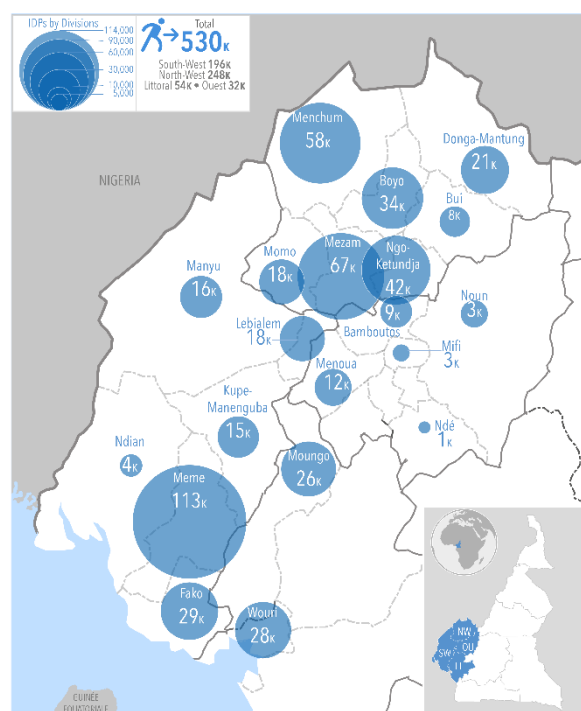 IDPs by Divisions
114,000
90,000
60,000
30,000
10,000
5,000
Total
530K
South-West 196K
North-West 248K
Littoral 54K • Ouest 32K
NIGERIA
Menchum
58K
Donga-Mantung
21K
Boyo
34K
Bui
8K
Momo
18K
Mezam
67K
Ngo-
Ketundja
42K
Manyu
16K
Noun
3K
9K
Bamboutos
Lebialem
18K
Mifi
3K
Menoua
12K
Kupe-
Manenguba
15K
Ndé
1K
Ndian
4K
Moungo
26K
Meme
113K
Fako
29K
Wouri
28K
NW
OU
SW
LT
GUINÉE
ÉQUATORIALE